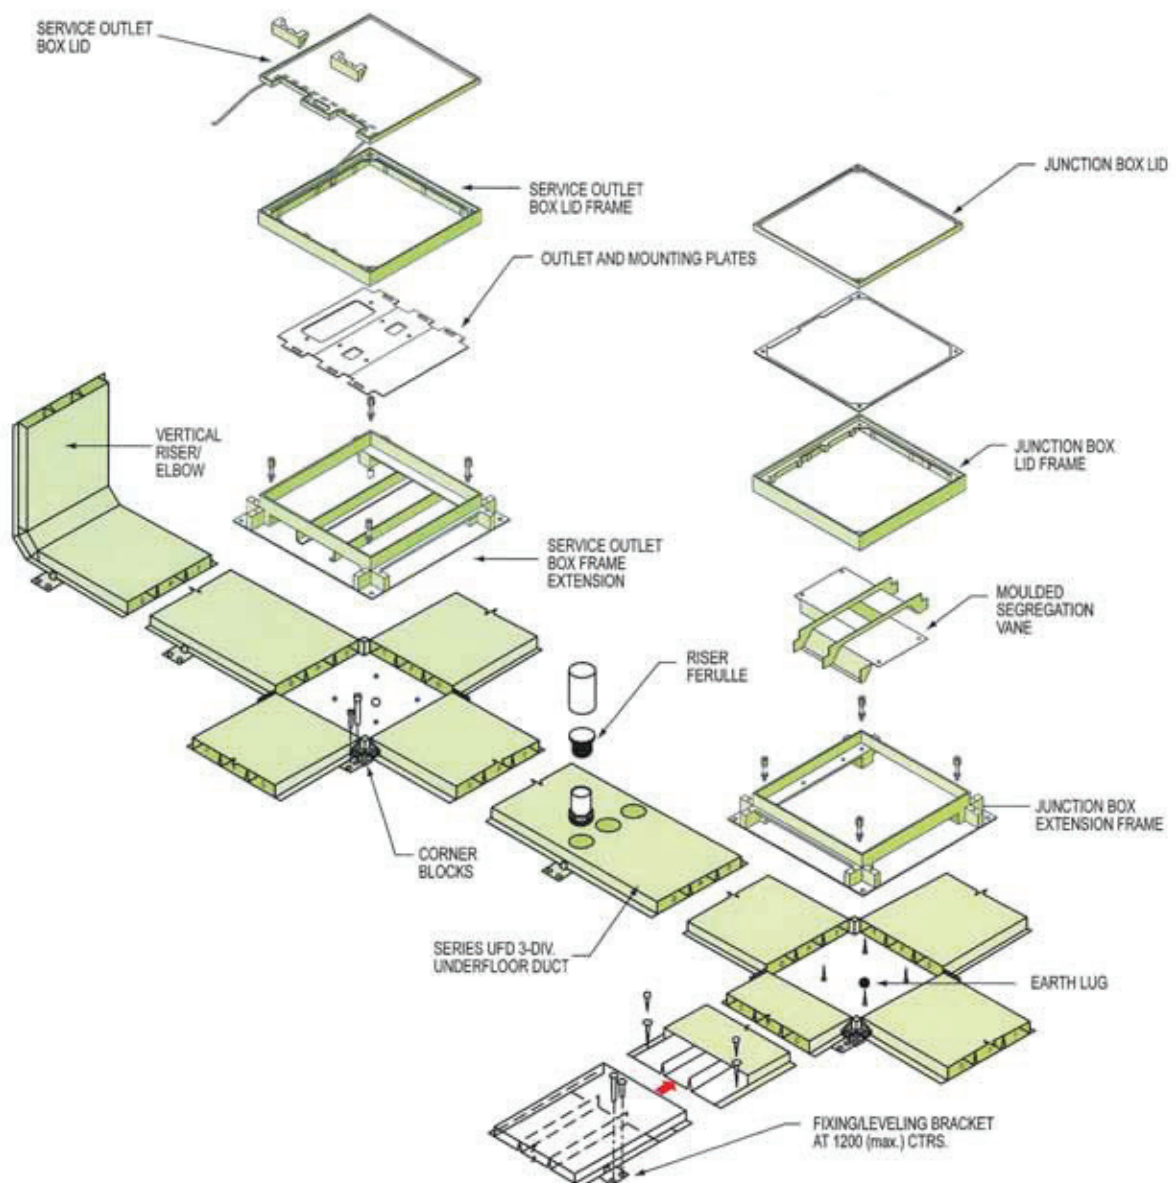 SERVICE OUTLET
BOX LID
SERVICE OUTLET
BOX LID FRAME
JUNCTION BOX LID
OUTLET AND MOUNTING PLATES
VERTICAL
RISER/
ELBOW
JUNCTION BOX
LID FRAME
SERVICE OUTLET
BOX FRAME
EXTENSION
MOULDED
SEGREGATION
VANE
RISER
FERULLE
JUNCTION BOX
EXTENSION FRAME
CORNER
BLOCKS
SERIES UFD 3-DIV.
UNDERFLOOR DUCT
EARTH LUG
FIXING/LEVELING BRACKET
AT 1200 (max.) CTRS.